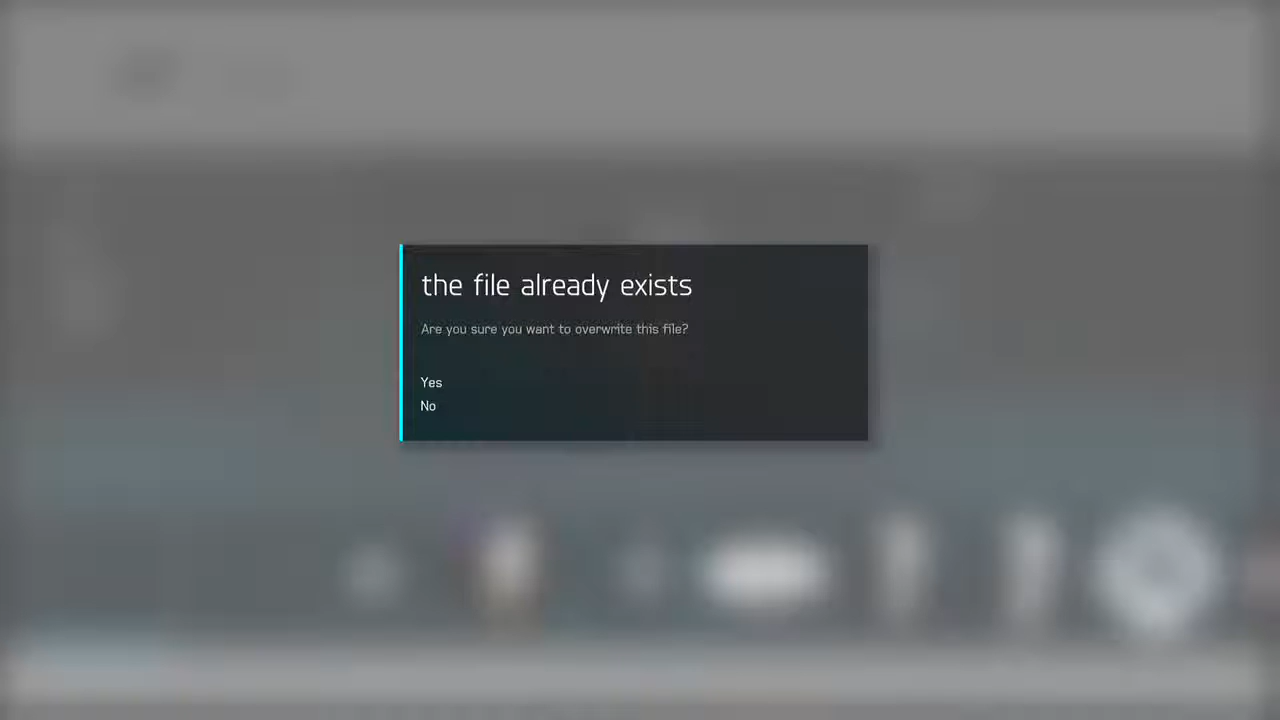 the file already exists
Are you sure you want to overwrite this file?
Yes
No